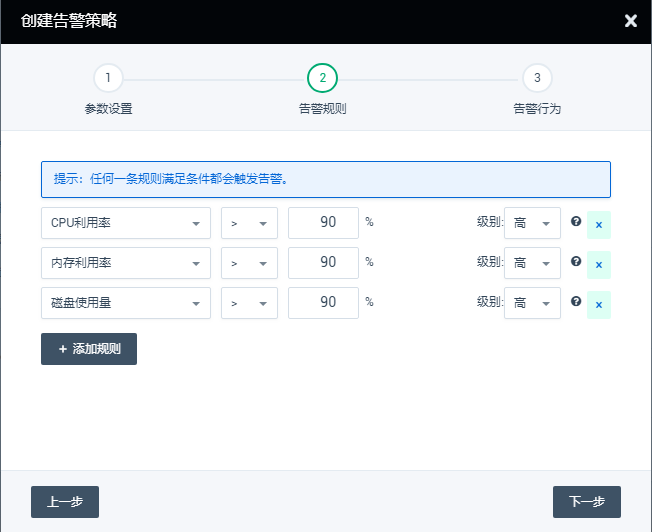 创建告警策略
1 2 3
参数设置 告警规则 告警行为
提示：任何一条规则满足条件都会触发告警。
CPU利用率 > 90 % 级别: 高 ? ×
内存利用率 > 90 % 级别: 高 ? ×
磁盘使用量 > 90 % 级别: 高 ? ×
+ 添加规则
上一步 下一步